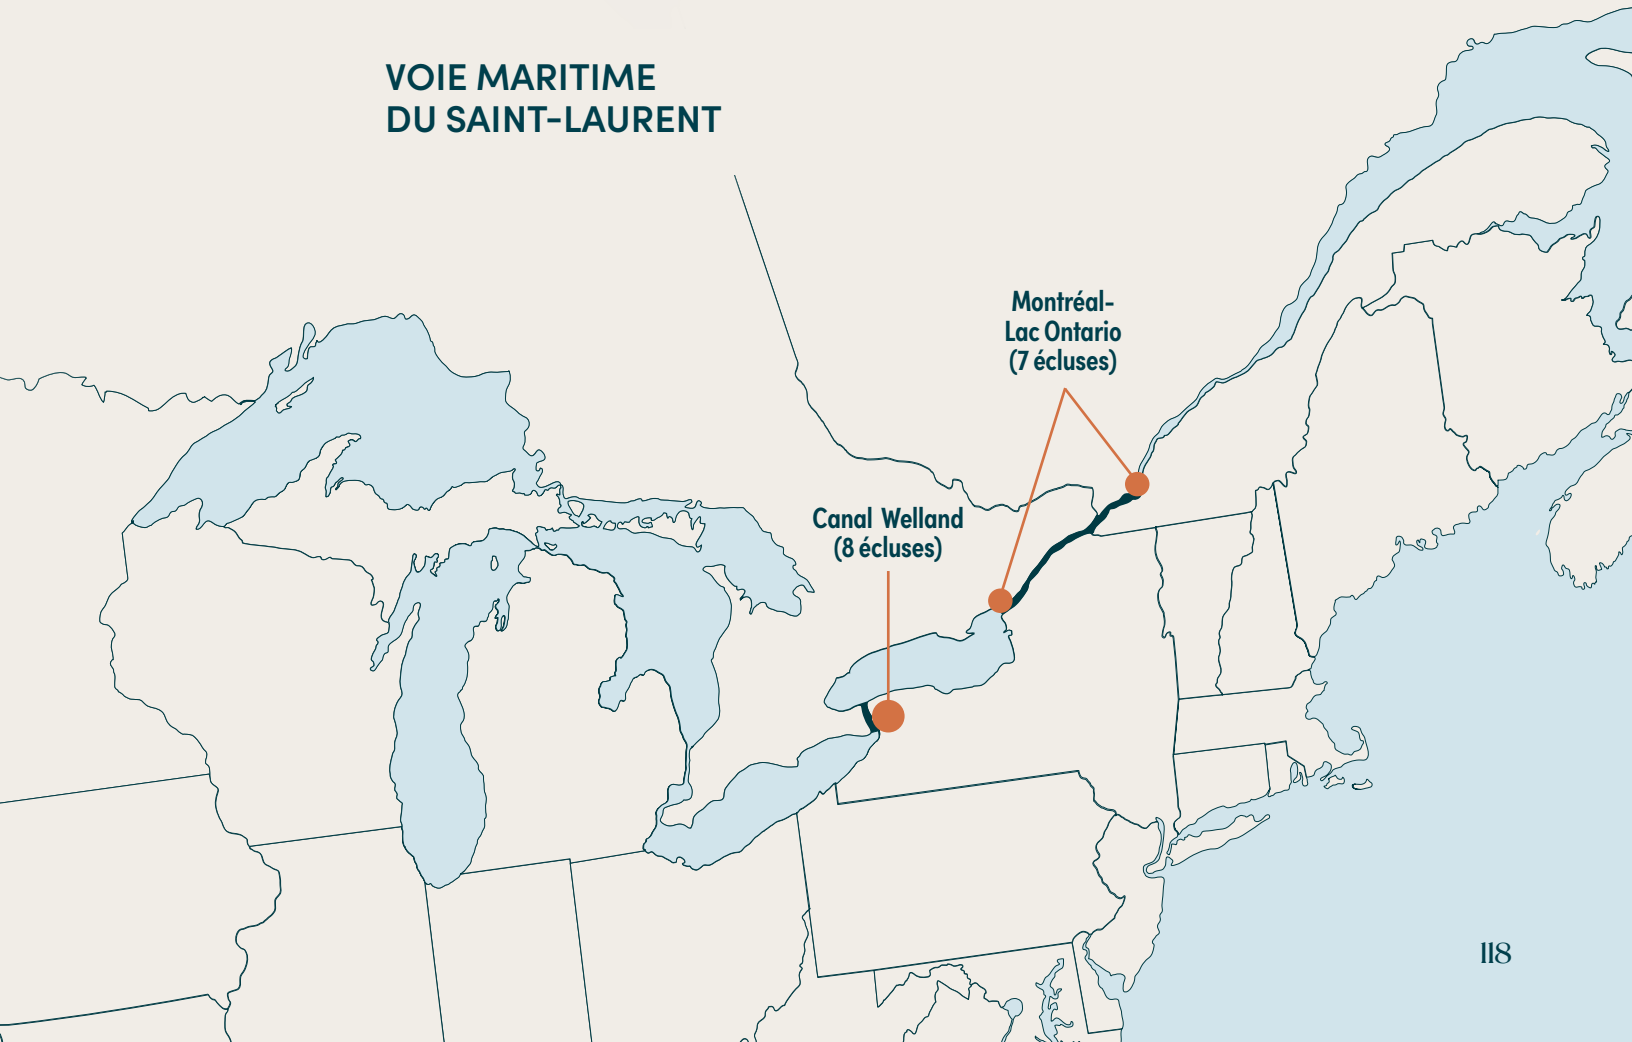 VOIE MARITIME
DU SAINT-LAURENT
Montréal-
Lac Ontario
(7 écluses)
Canal Welland
(8 écluses)
118